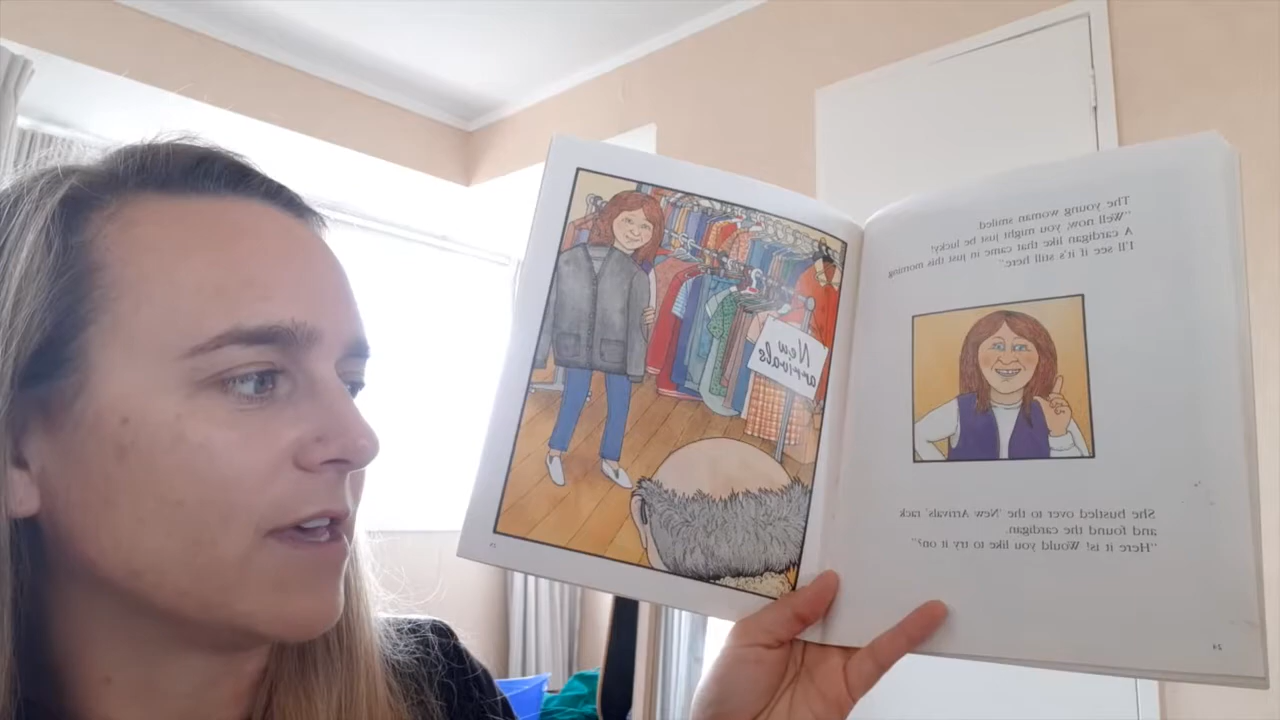 The young woman smiled.
"Well now, you might just be lucky!
A cardigan like that came in just this morning
I'll see if it's still here."
She bustled over to the 'New Arrivals' rack
and found the cardigan.
"Here it is! Would you like to try it on?"
24
New
arrivals